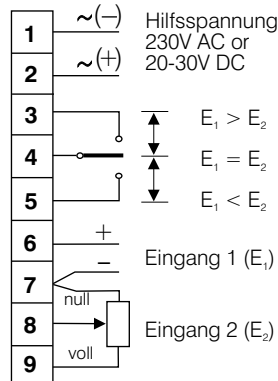 1 ~(−) Hilfsspannung
230V AC or
2 ~(+) 20-30V DC
3 E₁ > E₂
4 E₁ = E₂
5 E₁ < E₂
6 +
− Eingang 1 (E₁)
7
null
8 Eingang 2 (E₂)
voll
9